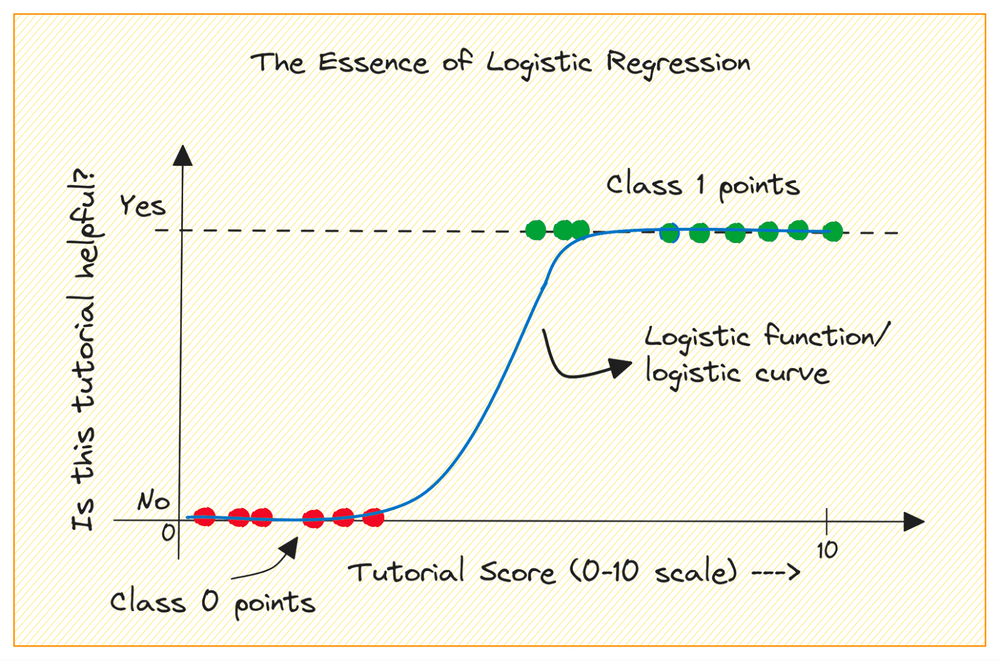 The Essence of Logistic Regression
Is this tutorial helpful?
Yes
Class 1 points
Logistic function/
logistic curve
No
0
10
Tutorial Score (0-10 scale) --->
Class 0 points